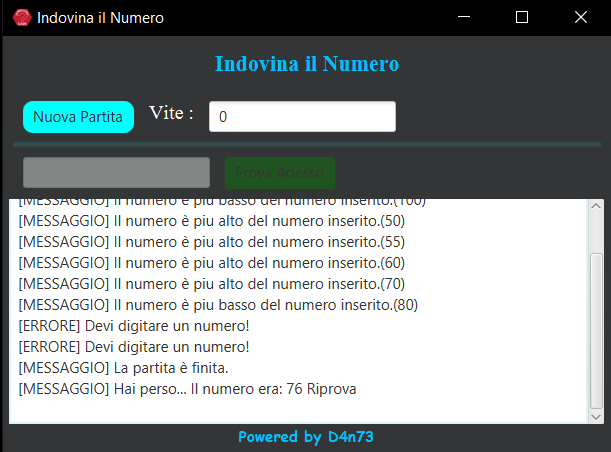 Indovina il Numero
Indovina il Numero
Nuova Partita Vite : 0
Prova Adesso
[MESSAGGIO] Il numero è piu basso del numero inserito.(100)
[MESSAGGIO] Il numero è piu alto del numero inserito.(50)
[MESSAGGIO] Il numero è piu alto del numero inserito.(55)
[MESSAGGIO] Il numero è piu alto del numero inserito.(60)
[MESSAGGIO] Il numero è piu alto del numero inserito.(70)
[MESSAGGIO] Il numero è piu basso del numero inserito.(80)
[ERRORE] Devi digitare un numero!
[ERRORE] Devi digitare un numero!
[MESSAGGIO] La partita è finita.
[MESSAGGIO] Hai perso... Il numero era: 76 Riprova
Powered by D4n73